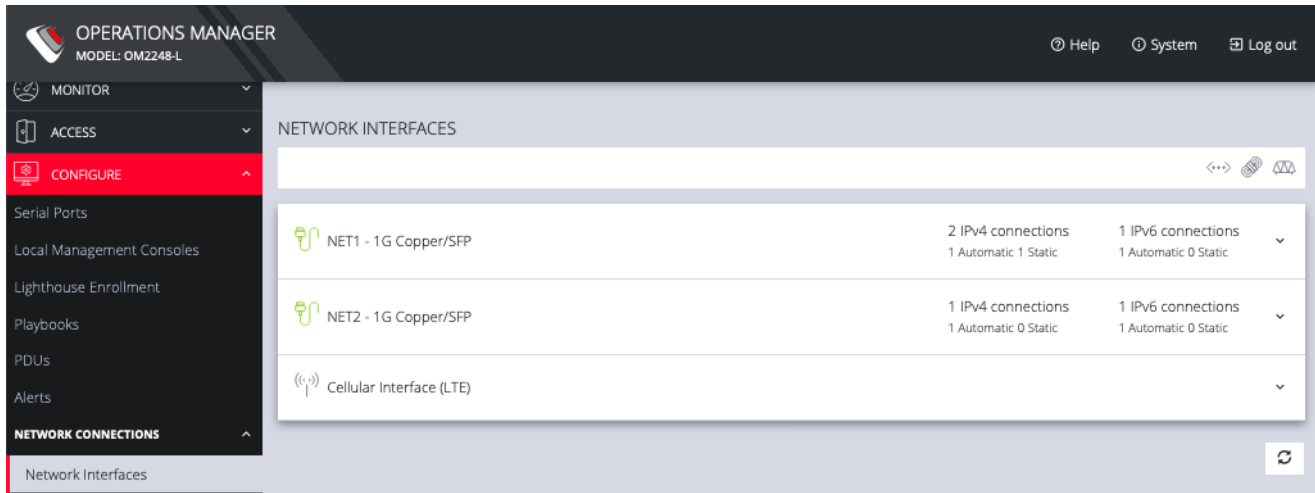 OPERATIONS MANAGER
MODEL: OM2248-L
Help
System
Log out
MONITOR
ACCESS
CONFIGURE
Serial Ports
Local Management Consoles
Lighthouse Enrollment
Playbooks
PDUs
Alerts
NETWORK CONNECTIONS
Network Interfaces
NETWORK INTERFACES
NET1 - 1G Copper/SFP
2 IPv4 connections
1 Automatic 1 Static
1 IPv6 connections
1 Automatic 0 Static
NET2 - 1G Copper/SFP
1 IPv4 connections
1 Automatic 0 Static
1 IPv6 connections
1 Automatic 0 Static
Cellular Interface (LTE)